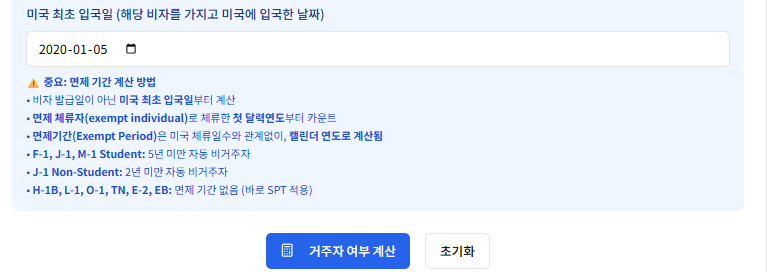 미국 최초 입국일 (해당 비자를 가지고 미국에 입국한 날짜)
2020-01-05
⚠️ 중요: 면제 기간 계산 방법
• 비자 발급일이 아닌 미국 최초 입국일부터 계산
• 면제 체류자(exempt individual)로 체류한 첫 달력연도부터 카운트
• 면제기간(Exempt Period)은 미국 체류일수와 관계없이, 캘린더 연도로 계산됨
• F-1, J-1, M-1 Student: 5년 미만 자동 비거주자
• J-1 Non-Student: 2년 미만 자동 비거주자
• H-1B, L-1, O-1, TN, E-2, EB: 면제 기간 없음 (바로 SPT 적용)
거주자 여부 계산
초기화